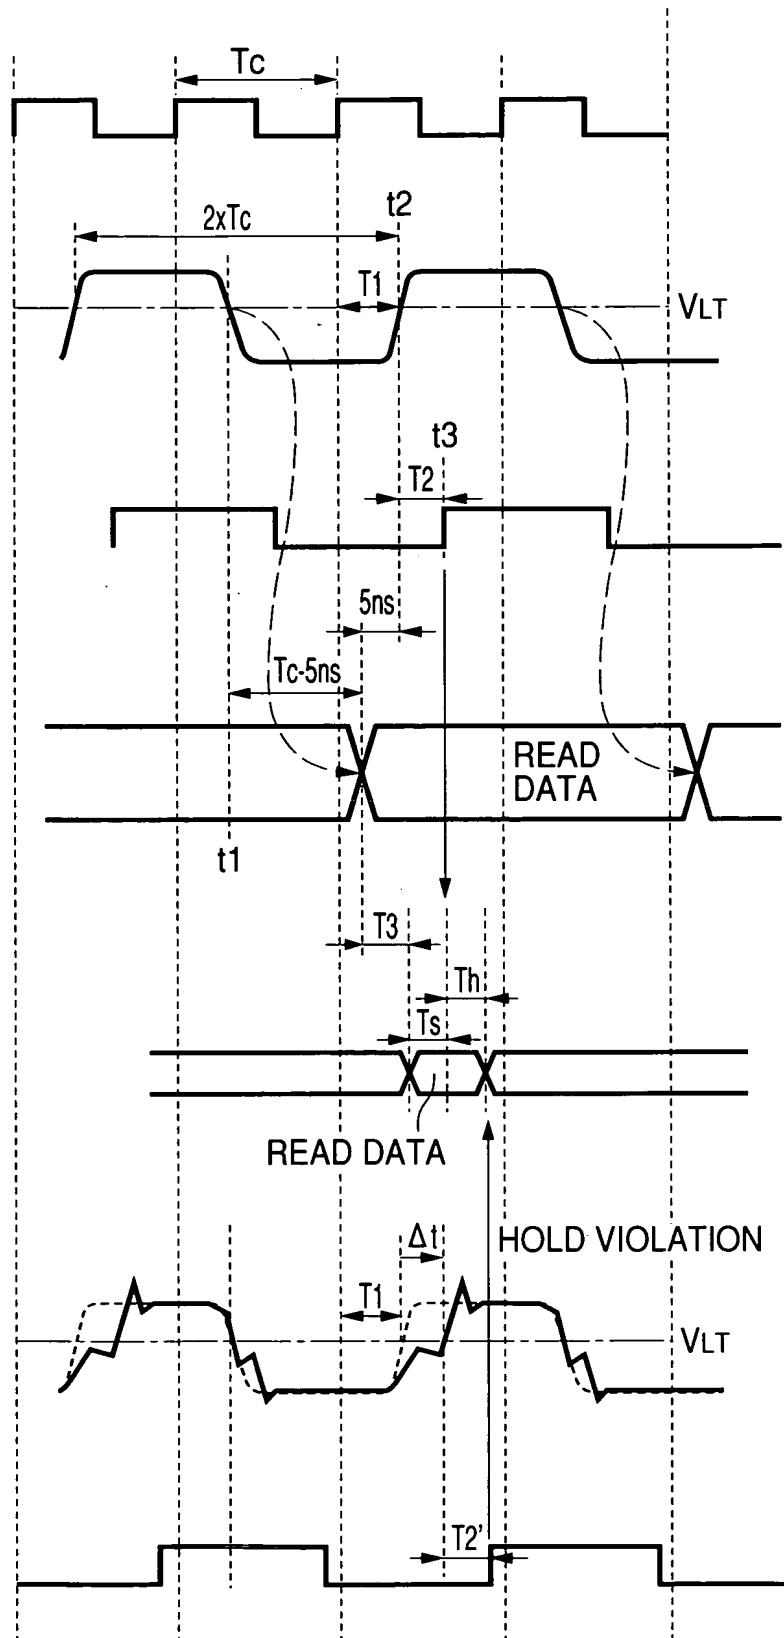 Tc
t2
2xTc
T1
VLT
t3
T2
5ns
Tc-5ns
READ
DATA
t1
T3
Th
Ts
READ DATA
Δt
HOLD VIOLATION
T1
VLT
T2'